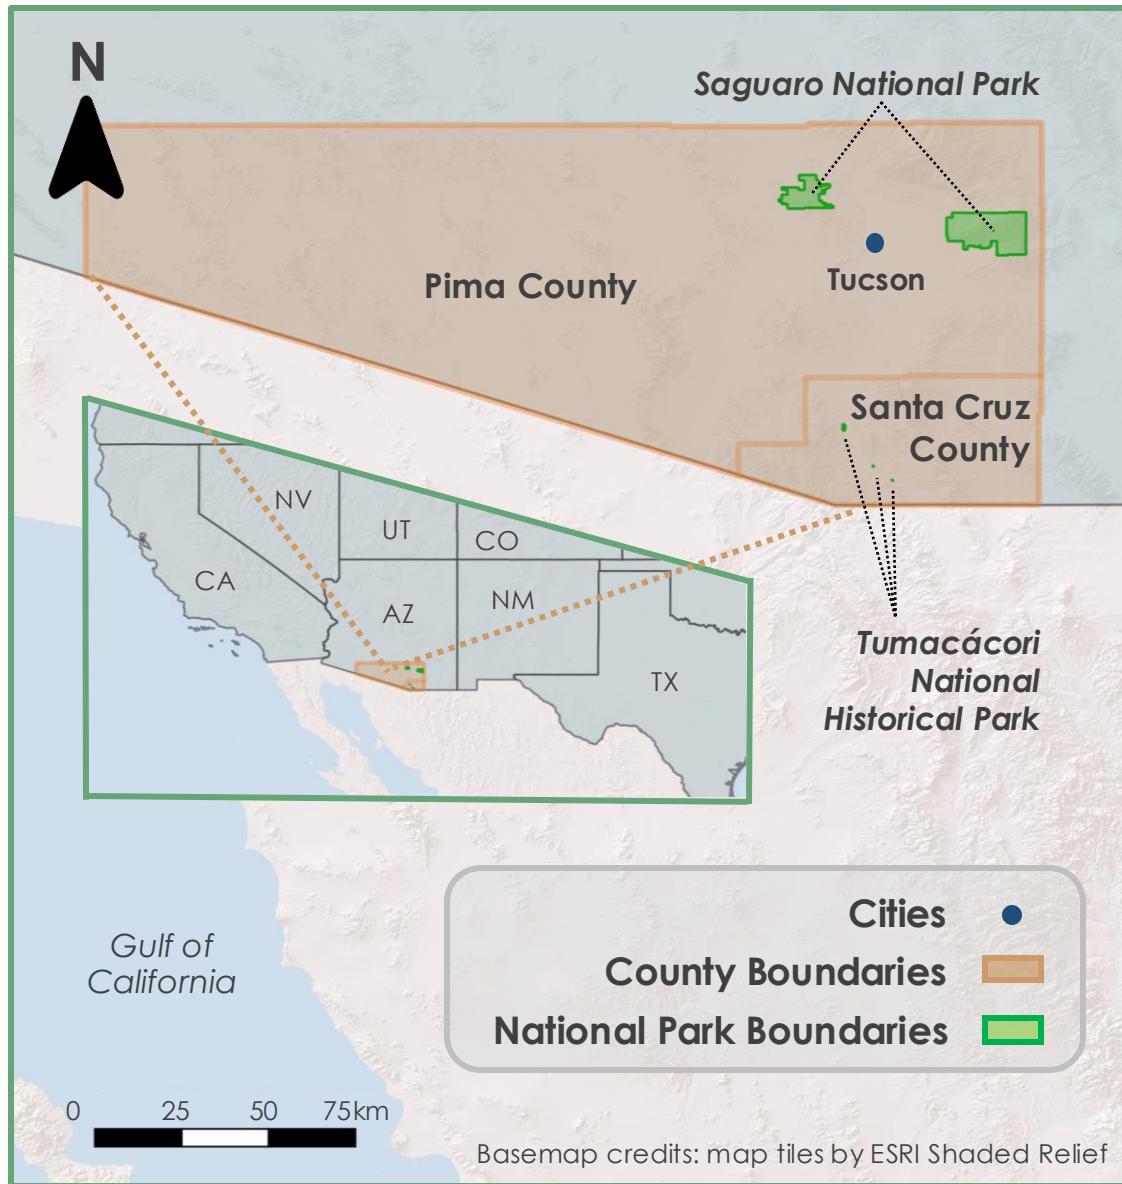 N
Saguaro National Park
Pima County
Tucson
Santa Cruz
County
NV
UT
CO
CA
AZ
NM
TX
Tumacácori
National
Historical Park
Gulf of
California
Cities
County Boundaries
National Park Boundaries
0 25 50 75km
Basemap credits: map tiles by ESRI Shaded Relief